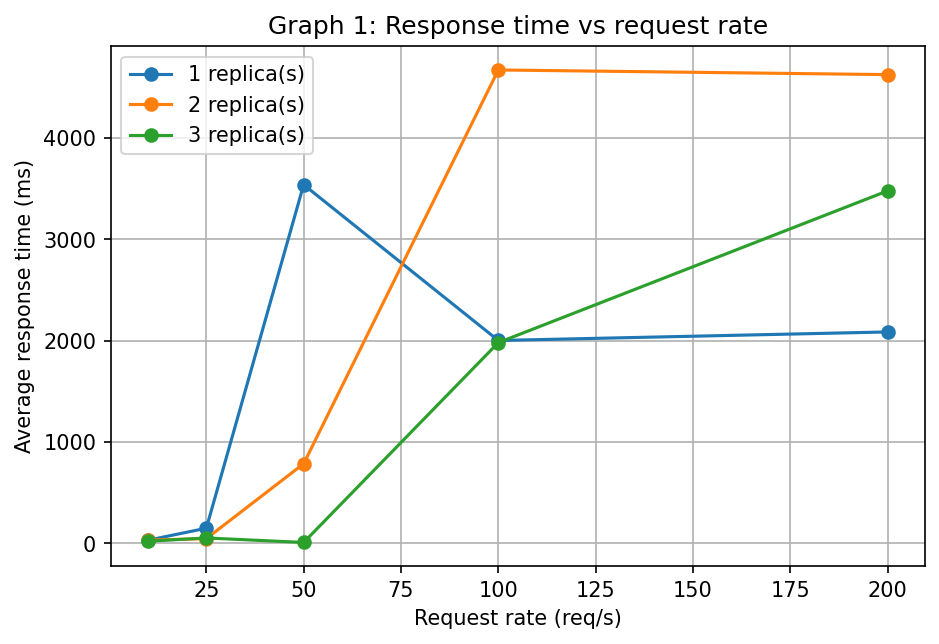 Graph 1: Response time vs request rate
1 replica(s)
2 replica(s)
3 replica(s)
Average response time (ms)
4000
3000
2000
1000
0
25
50
75
100
125
150
175
200
Request rate (req/s)